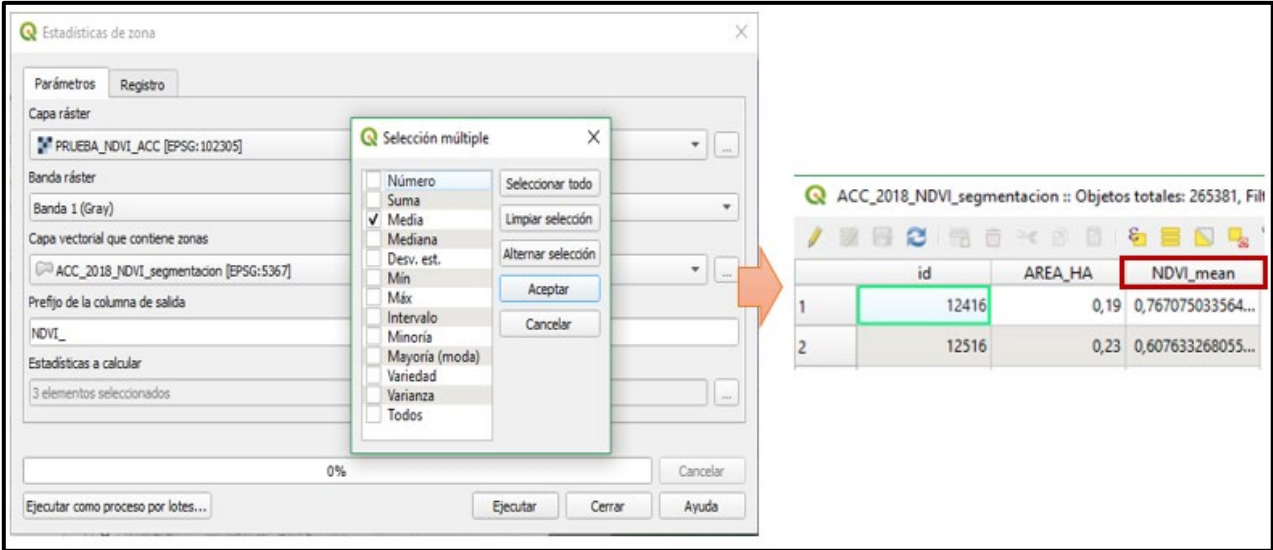 Estadísticas de zona
Parámetros Registro
Capa ráster
PRUEBA_NDVI_ACC [EPSG:102305]
...
Banda ráster
Banda 1 (Gray)
Capa vectorial que contiene zonas
ACC_2018_NDVI_segmentacion [EPSG:5367]
...
Prefijo de la columna de salida
NDVI_
Estadísticas a calcular
3 elementos seleccionados
...
0%
Cancelar
Ejecutar como proceso por lotes...
Ejecutar Cerrar Ayuda
Selección múltiple
Número
Suma
Media
Mediana
Desv. est.
Mín
Máx
Intervalo
Minoría
Mayoría (moda)
Variedad
Varianza
Todos
Seleccionar todo
Limpiar selección
Alternar selección
Aceptar
Cancelar
ACC_2018_NDVI_segmentacion :: Objetos totales: 265381, Filt
id AREA_HA NDVI_mean
1 12416 0,19 0,767075033564...
2 12516 0,23 0,607633268055...